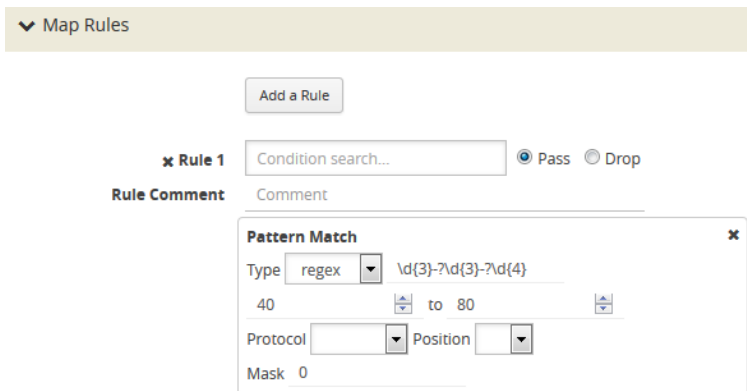 Map Rules
Add a Rule
Rule 1 Condition search... Pass Drop
Rule Comment Comment
Pattern Match
Type regex \d{3}-?\d{3}-?\d{4}
40 to 80
Protocol Position
Mask 0